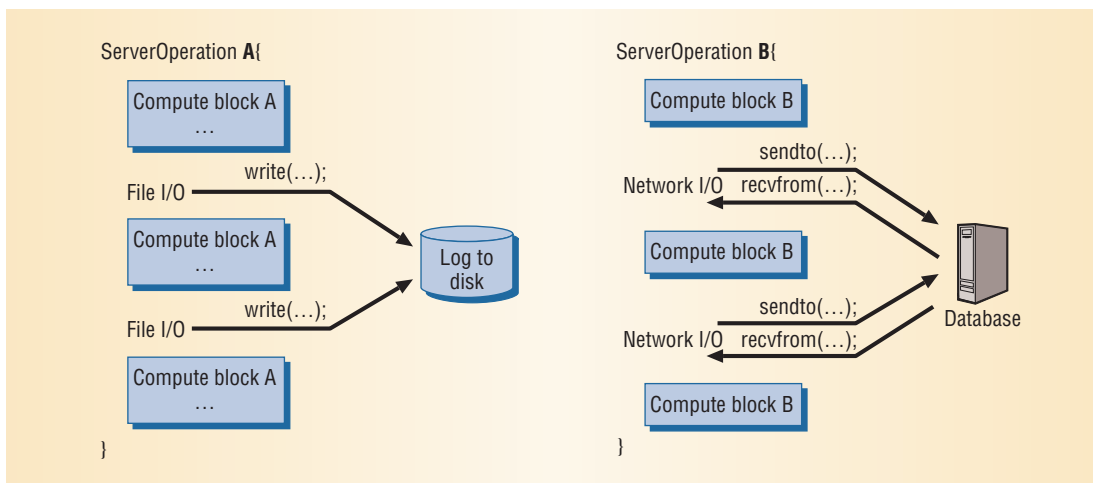 ServerOperation A{
Compute block A
...
write(...);
File I/O
Compute block A
...
Log to
disk
write(...);
File I/O
Compute block A
...
}
ServerOperation B{
Compute block B
sendto(...);
Network I/O recvfrom(...);
Compute block B
sendto(...);
Network I/O recvfrom(...);
Database
Compute block B
}